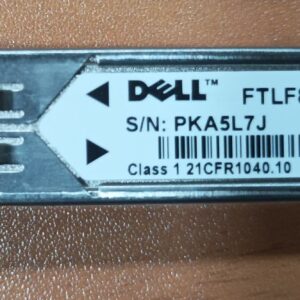 DELL™ FTLF8
S/N: PKA5L7J
Class 1 21CFR1040.10